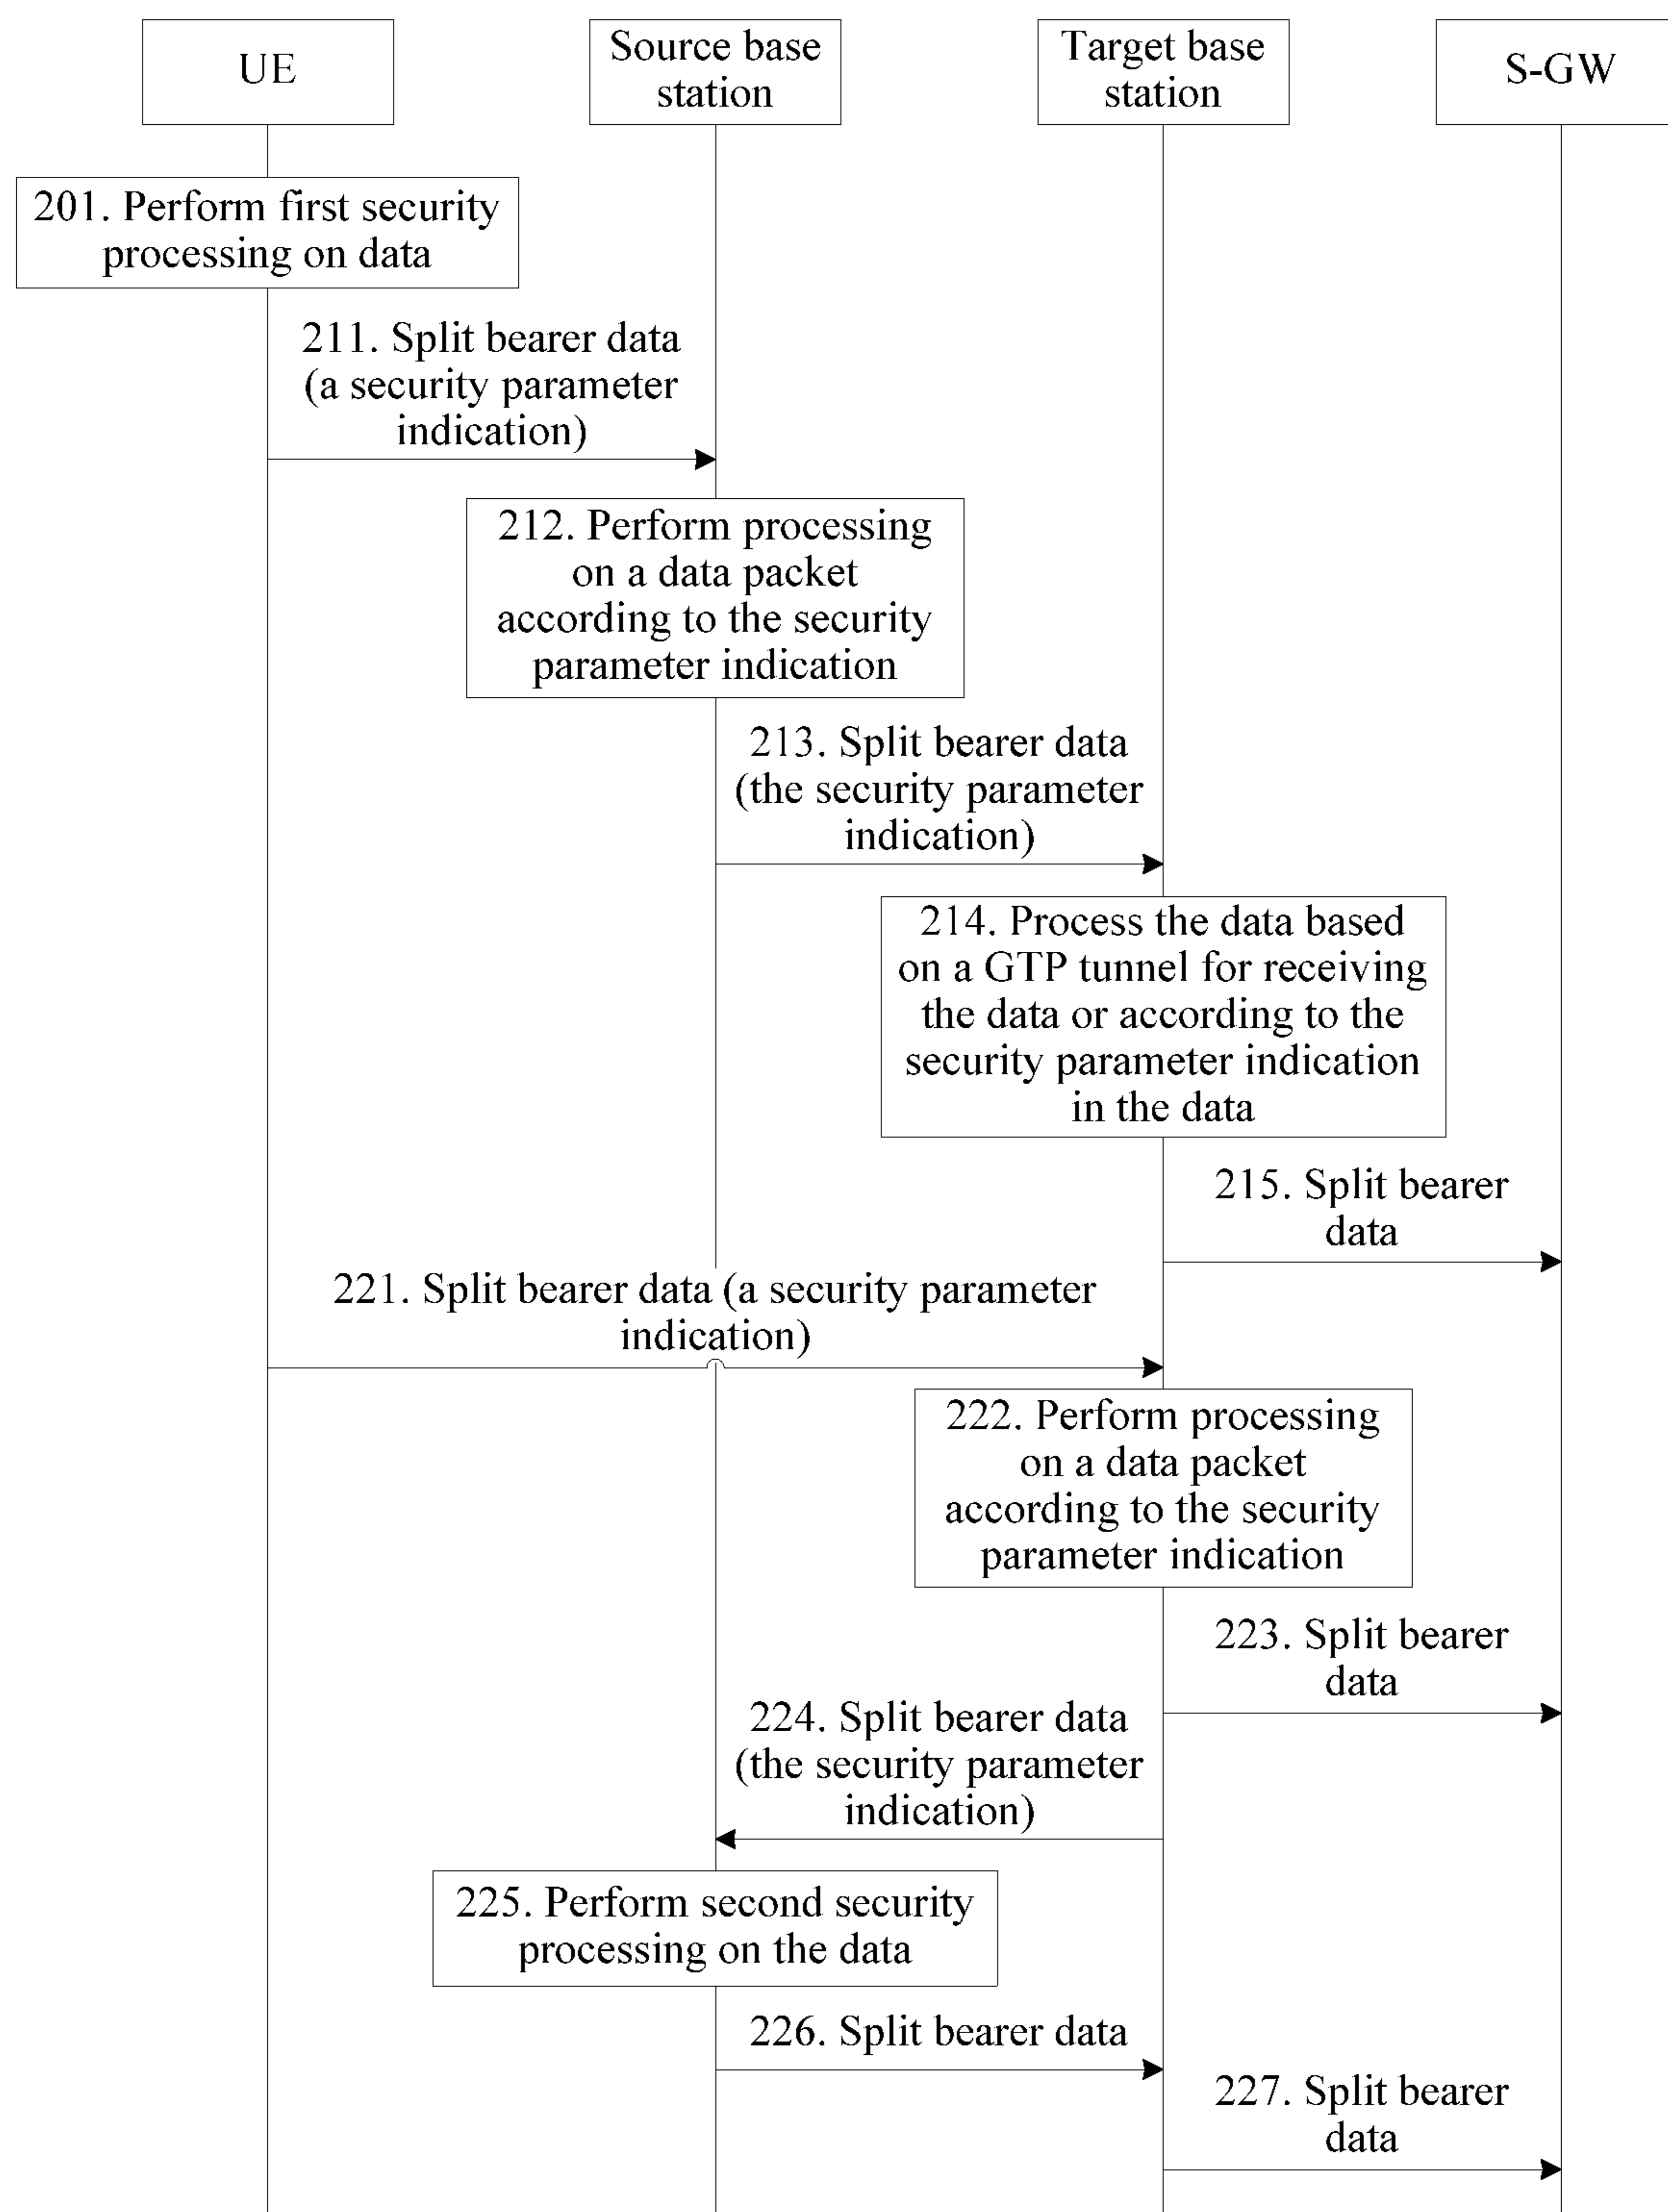 UE
Source base
station
Target base
station
S-GW
201. Perform first security
processing on data
211. Split bearer data
(a security parameter
indication)
212. Perform processing
on a data packet
according to the security
parameter indication
213. Split bearer data
(the security parameter
indication)
214. Process the data based
on a GTP tunnel for receiving
the data or according to the
security parameter indication
in the data
215. Split bearer
data
221. Split bearer data (a security parameter
indication)
222. Perform processing
on a data packet
according to the security
parameter indication
223. Split bearer
data
224. Split bearer data
(the security parameter
indication)
225. Perform second security
processing on the data
226. Split bearer data
227. Split bearer
data